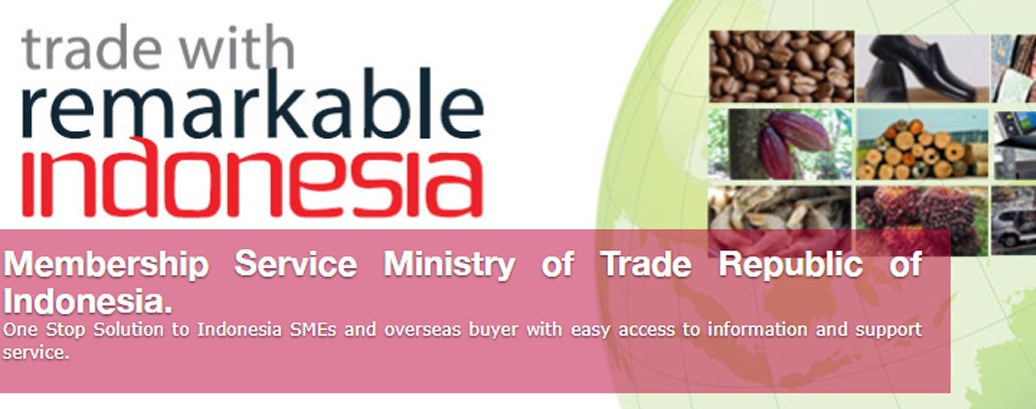 trade with
remarkable
indonesia
Membership Service Ministry of Trade Republic of
Indonesia.
One Stop Solution to Indonesia SMEs and overseas buyer with easy access to information and support
service.